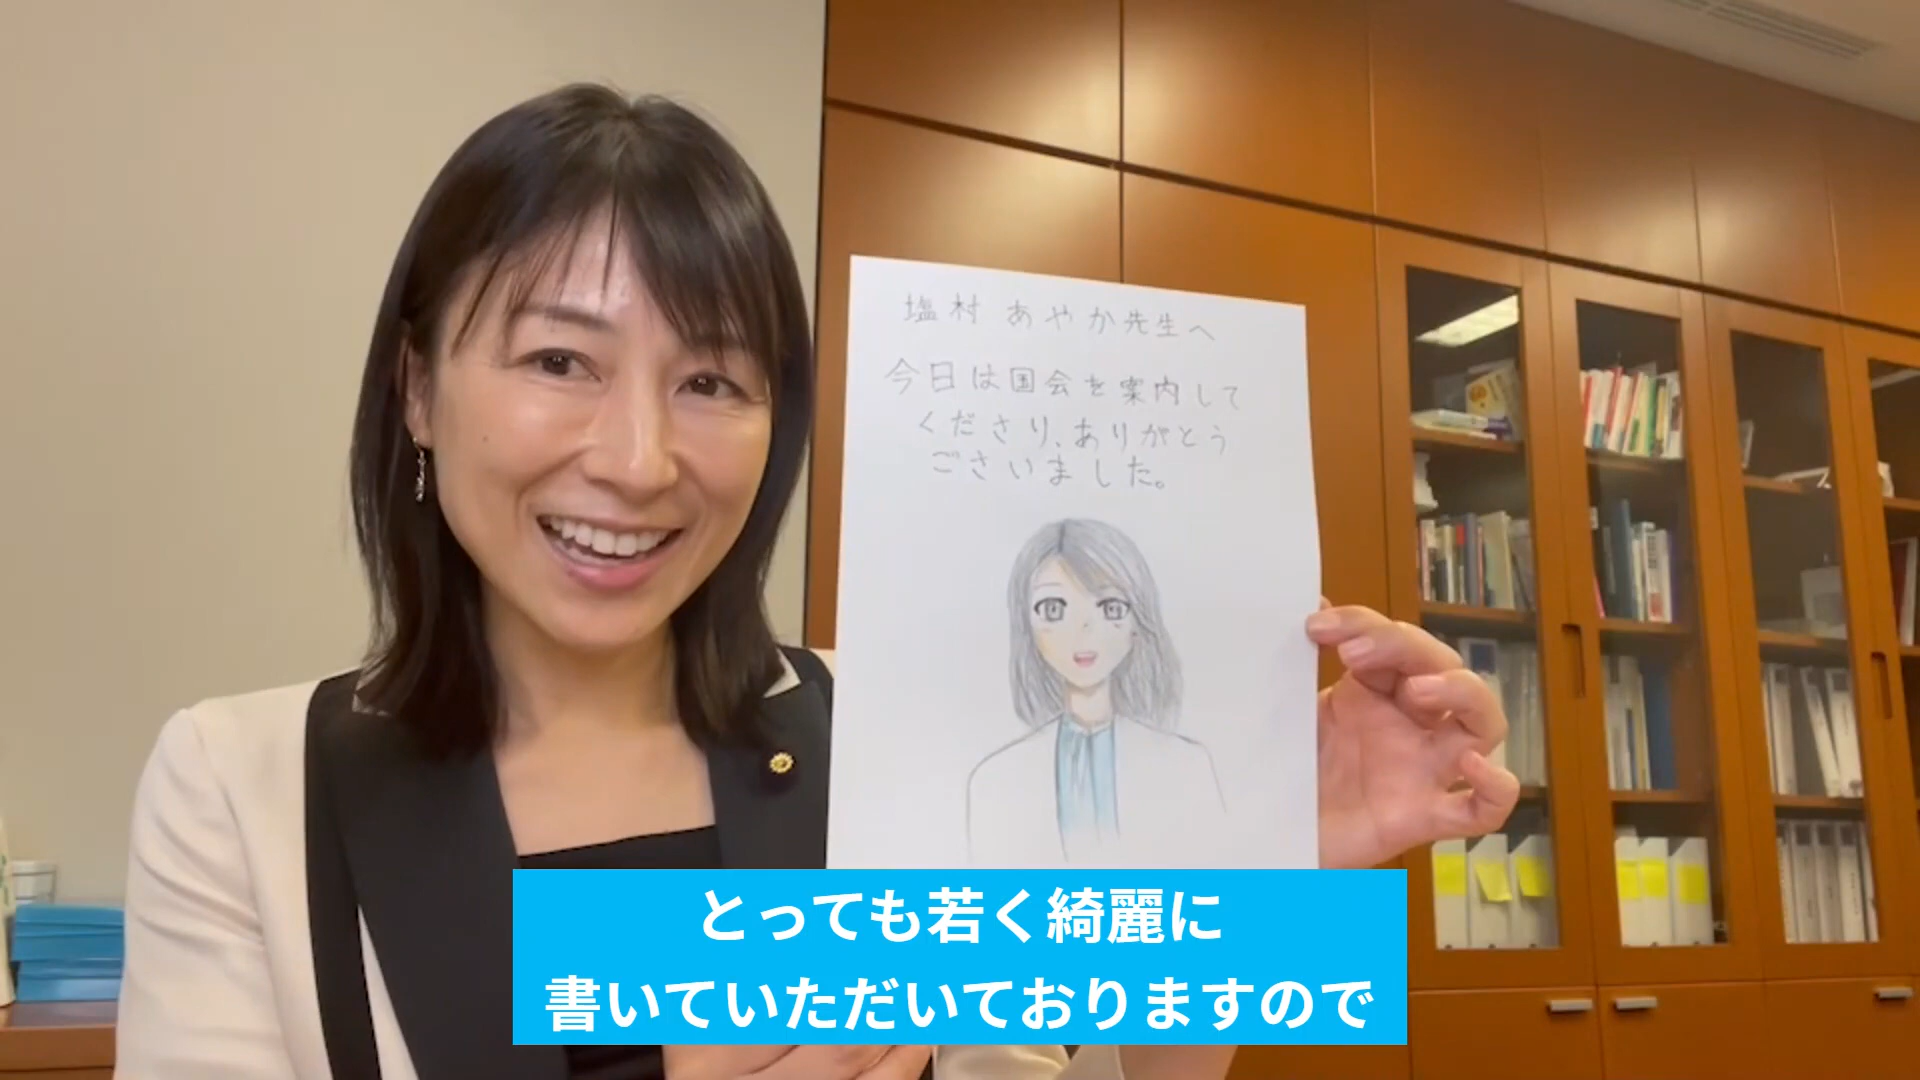 塩村 あやか先生へ
今日は国会を案内して
くださり、ありがとう
ございました。
とっても若く綺麗に
書いていただいておりますので